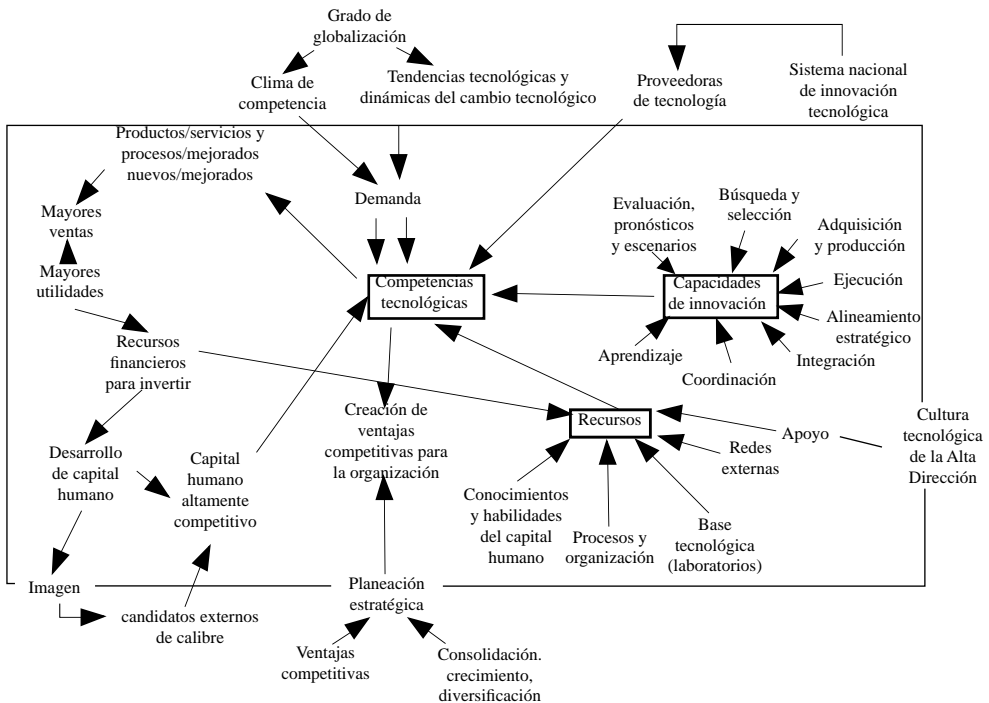 Grado de
globalización
Clima de
competencia
Tendencias tecnológicas y
dinámicas del cambio tecnológico
Proveedoras
de tecnología
Sistema nacional
de innovación
tecnológica
Productos/servicios y
procesos/mejorados
nuevos/mejorados
Mayores
ventas
Mayores
utilidades
Demanda
Evaluación,
pronósticos
y escenarios
Búsqueda y
selección
Adquisición
y producción
Competencias
tecnológicas
Capacidades
de innovación
Ejecución
Alineamiento
estratégico
Integración
Aprendizaje
Coordinación
Recursos
financieros
para invertir
Creación de
ventajas
competitivas para
la organización
Recursos
Apoyo
Cultura
tecnológica
de la Alta
Dirección
Redes
externas
Desarrollo
de capital
humano
Capital
humano
altamente
competitivo
Conocimientos
y habilidades
del capital
humano
Procesos y
organización
Base
tecnológica
(laboratorios)
Imagen
candidatos externos
de calibre
Planeación
estratégica
Ventajas
competitivas
Consolidación.
crecimiento,
diversificación